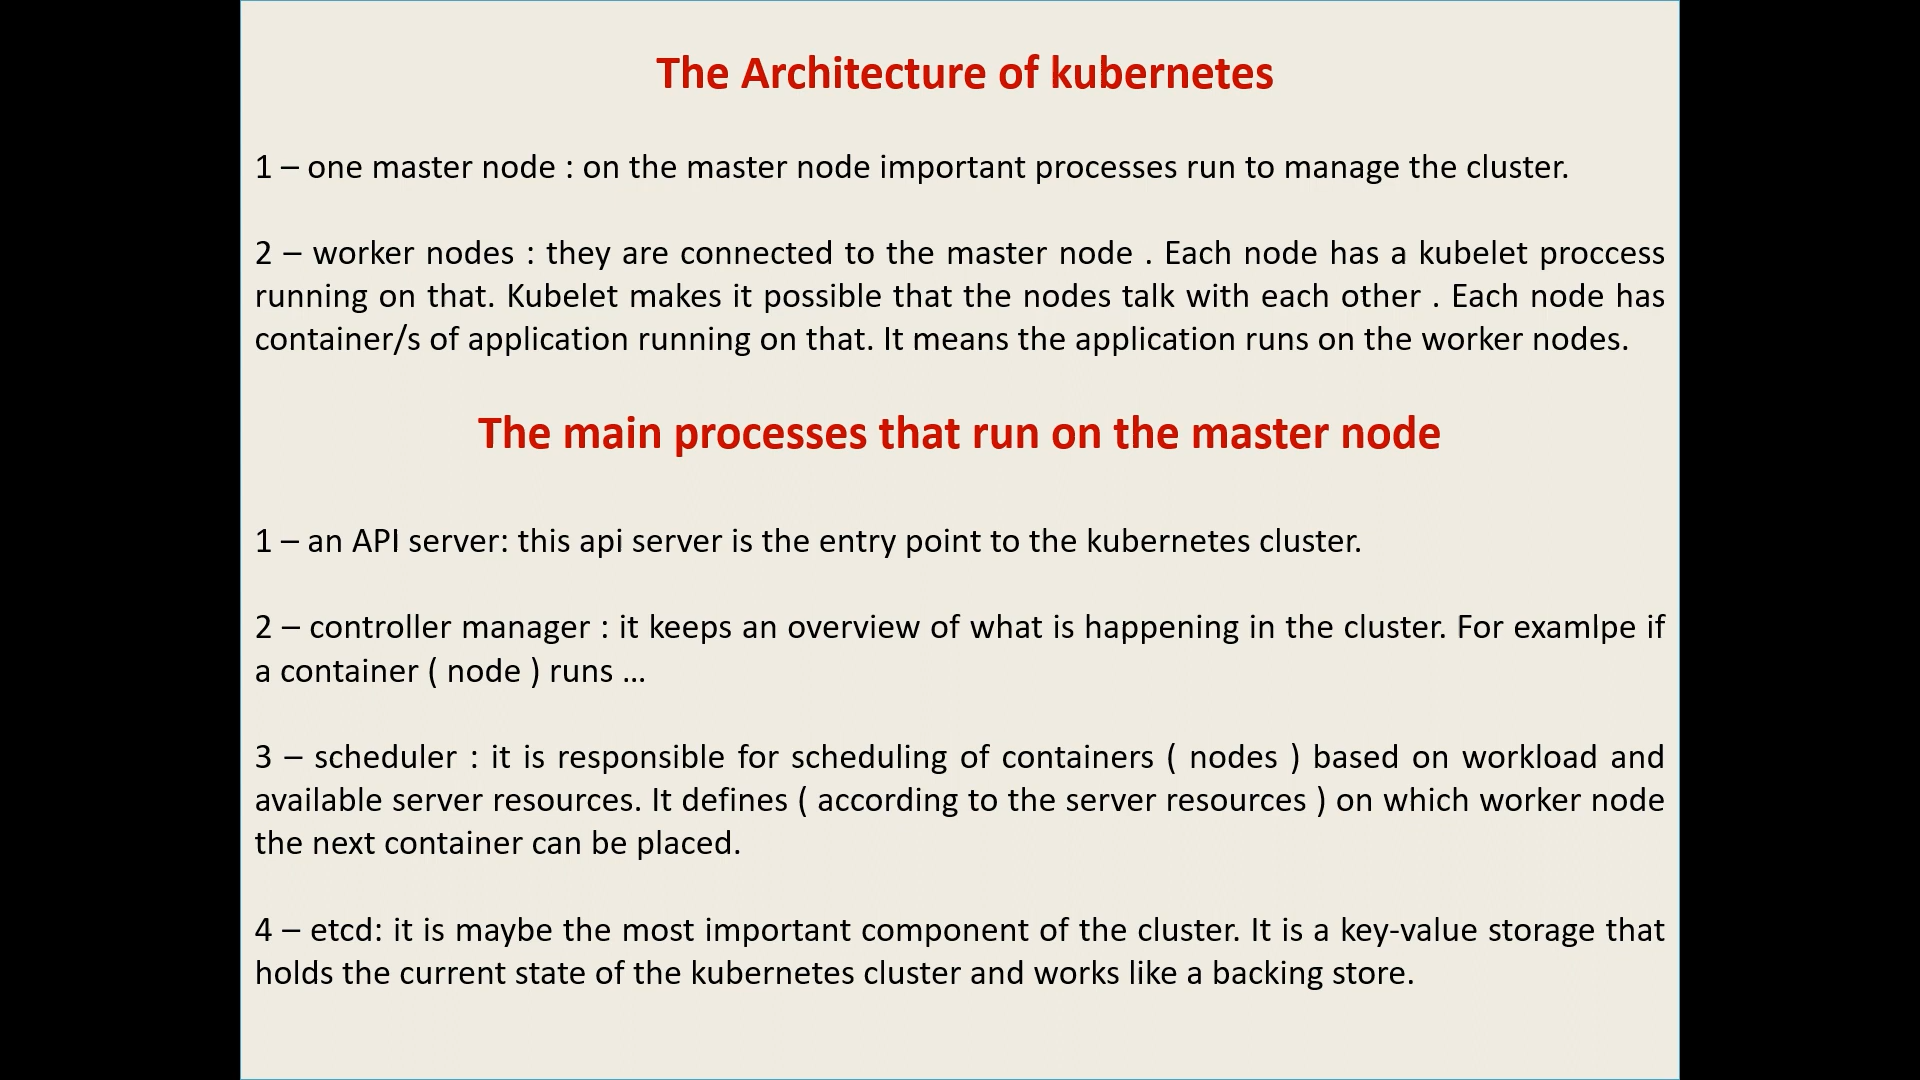 The Architecture of kubernetes
1 – one master node : on the master node important processes run to manage the cluster.
2 – worker nodes : they are connected to the master node . Each node has a kubelet proccess
running on that. Kubelet makes it possible that the nodes talk with each other . Each node has
container/s of application running on that. It means the application runs on the worker nodes.
The main processes that run on the master node
1 – an API server: this api server is the entry point to the kubernetes cluster.
2 – controller manager : it keeps an overview of what is happening in the cluster. For examlpe if
a container ( node ) runs ...
3 – scheduler : it is responsible for scheduling of containers ( nodes ) based on workload and
available server resources. It defines ( according to the server resources ) on which worker node
the next container can be placed.
4 – etcd: it is maybe the most important component of the cluster. It is a key-value storage that
holds the current state of the kubernetes cluster and works like a backing store.